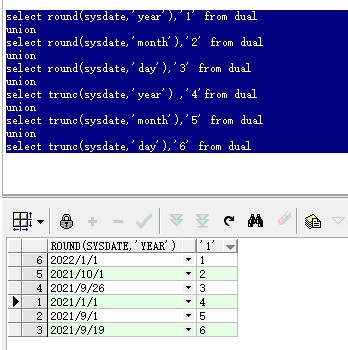 select round(sysdate,'year'),'1' from dual
union
select round(sysdate,'month'),'2' from dual
union
select round(sysdate,'day'),'3' from dual
union
select trunc(sysdate,'year') ,'4'from dual
union
select trunc(sysdate,'month'),'5' from dual
union
select trunc(sysdate,'day'),'6' from dual
ROUND(SYSDATE,'YEAR') '1'
6 2022/1/1 1
5 2021/10/1 2
4 2021/9/26 3
1 2021/1/1 4
2 2021/9/1 5
3 2021/9/19 6